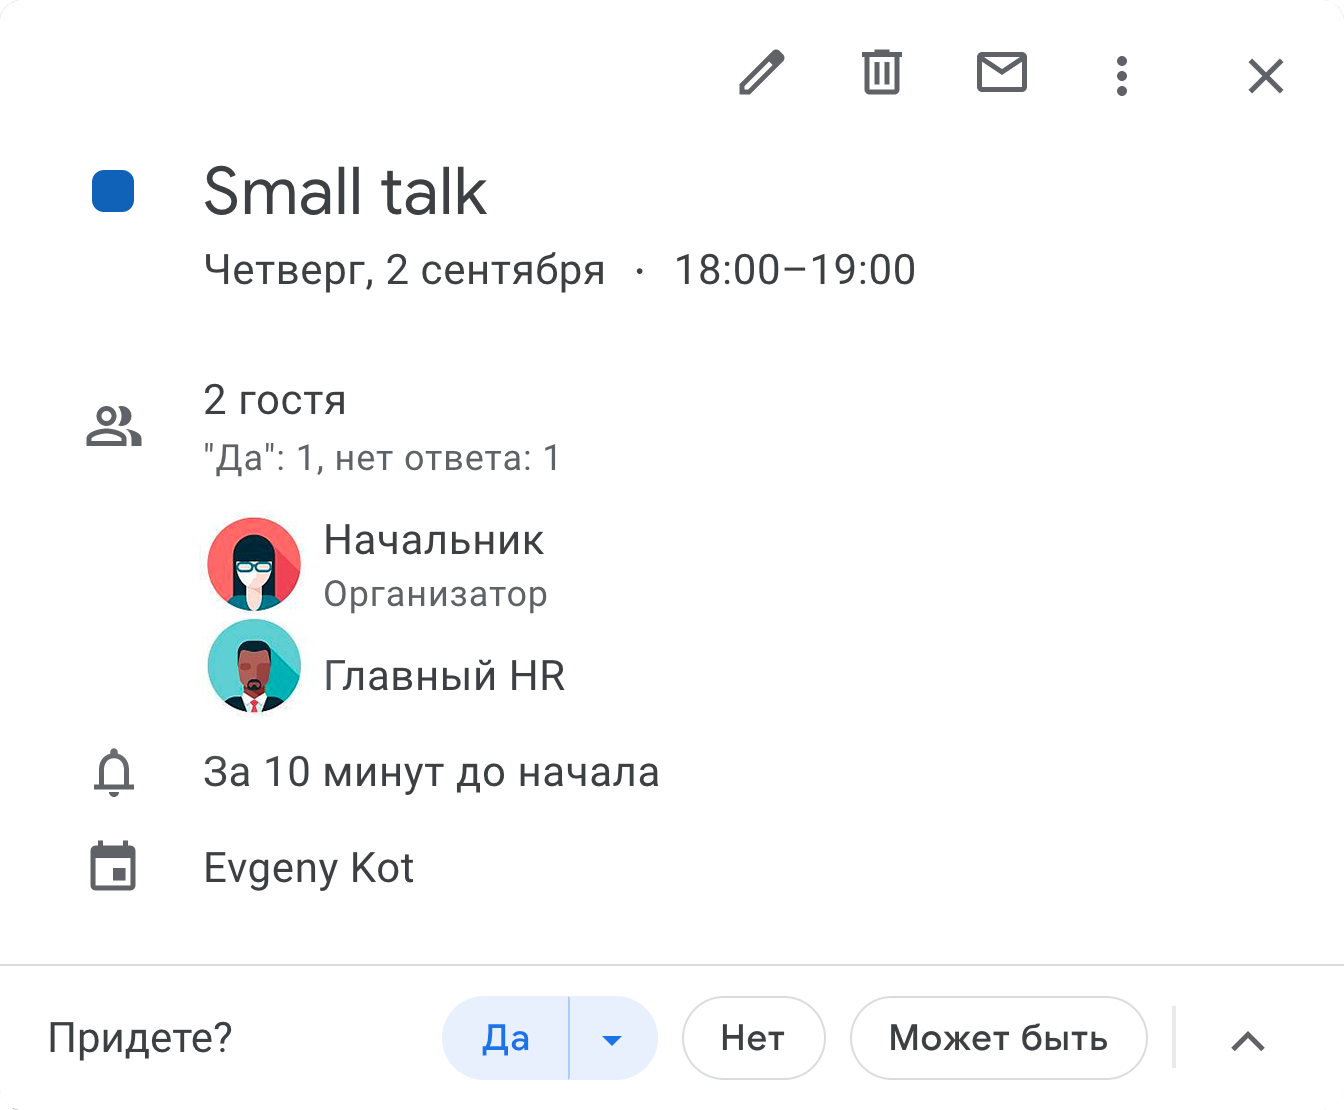 Small talk
Четверг, 2 сентября · 18:00–19:00
2 гостя
"Да": 1, нет ответа: 1
Начальник
Организатор
Главный HR
За 10 минут до начала
Evgeny Kot
Придете? Да Нет Может быть